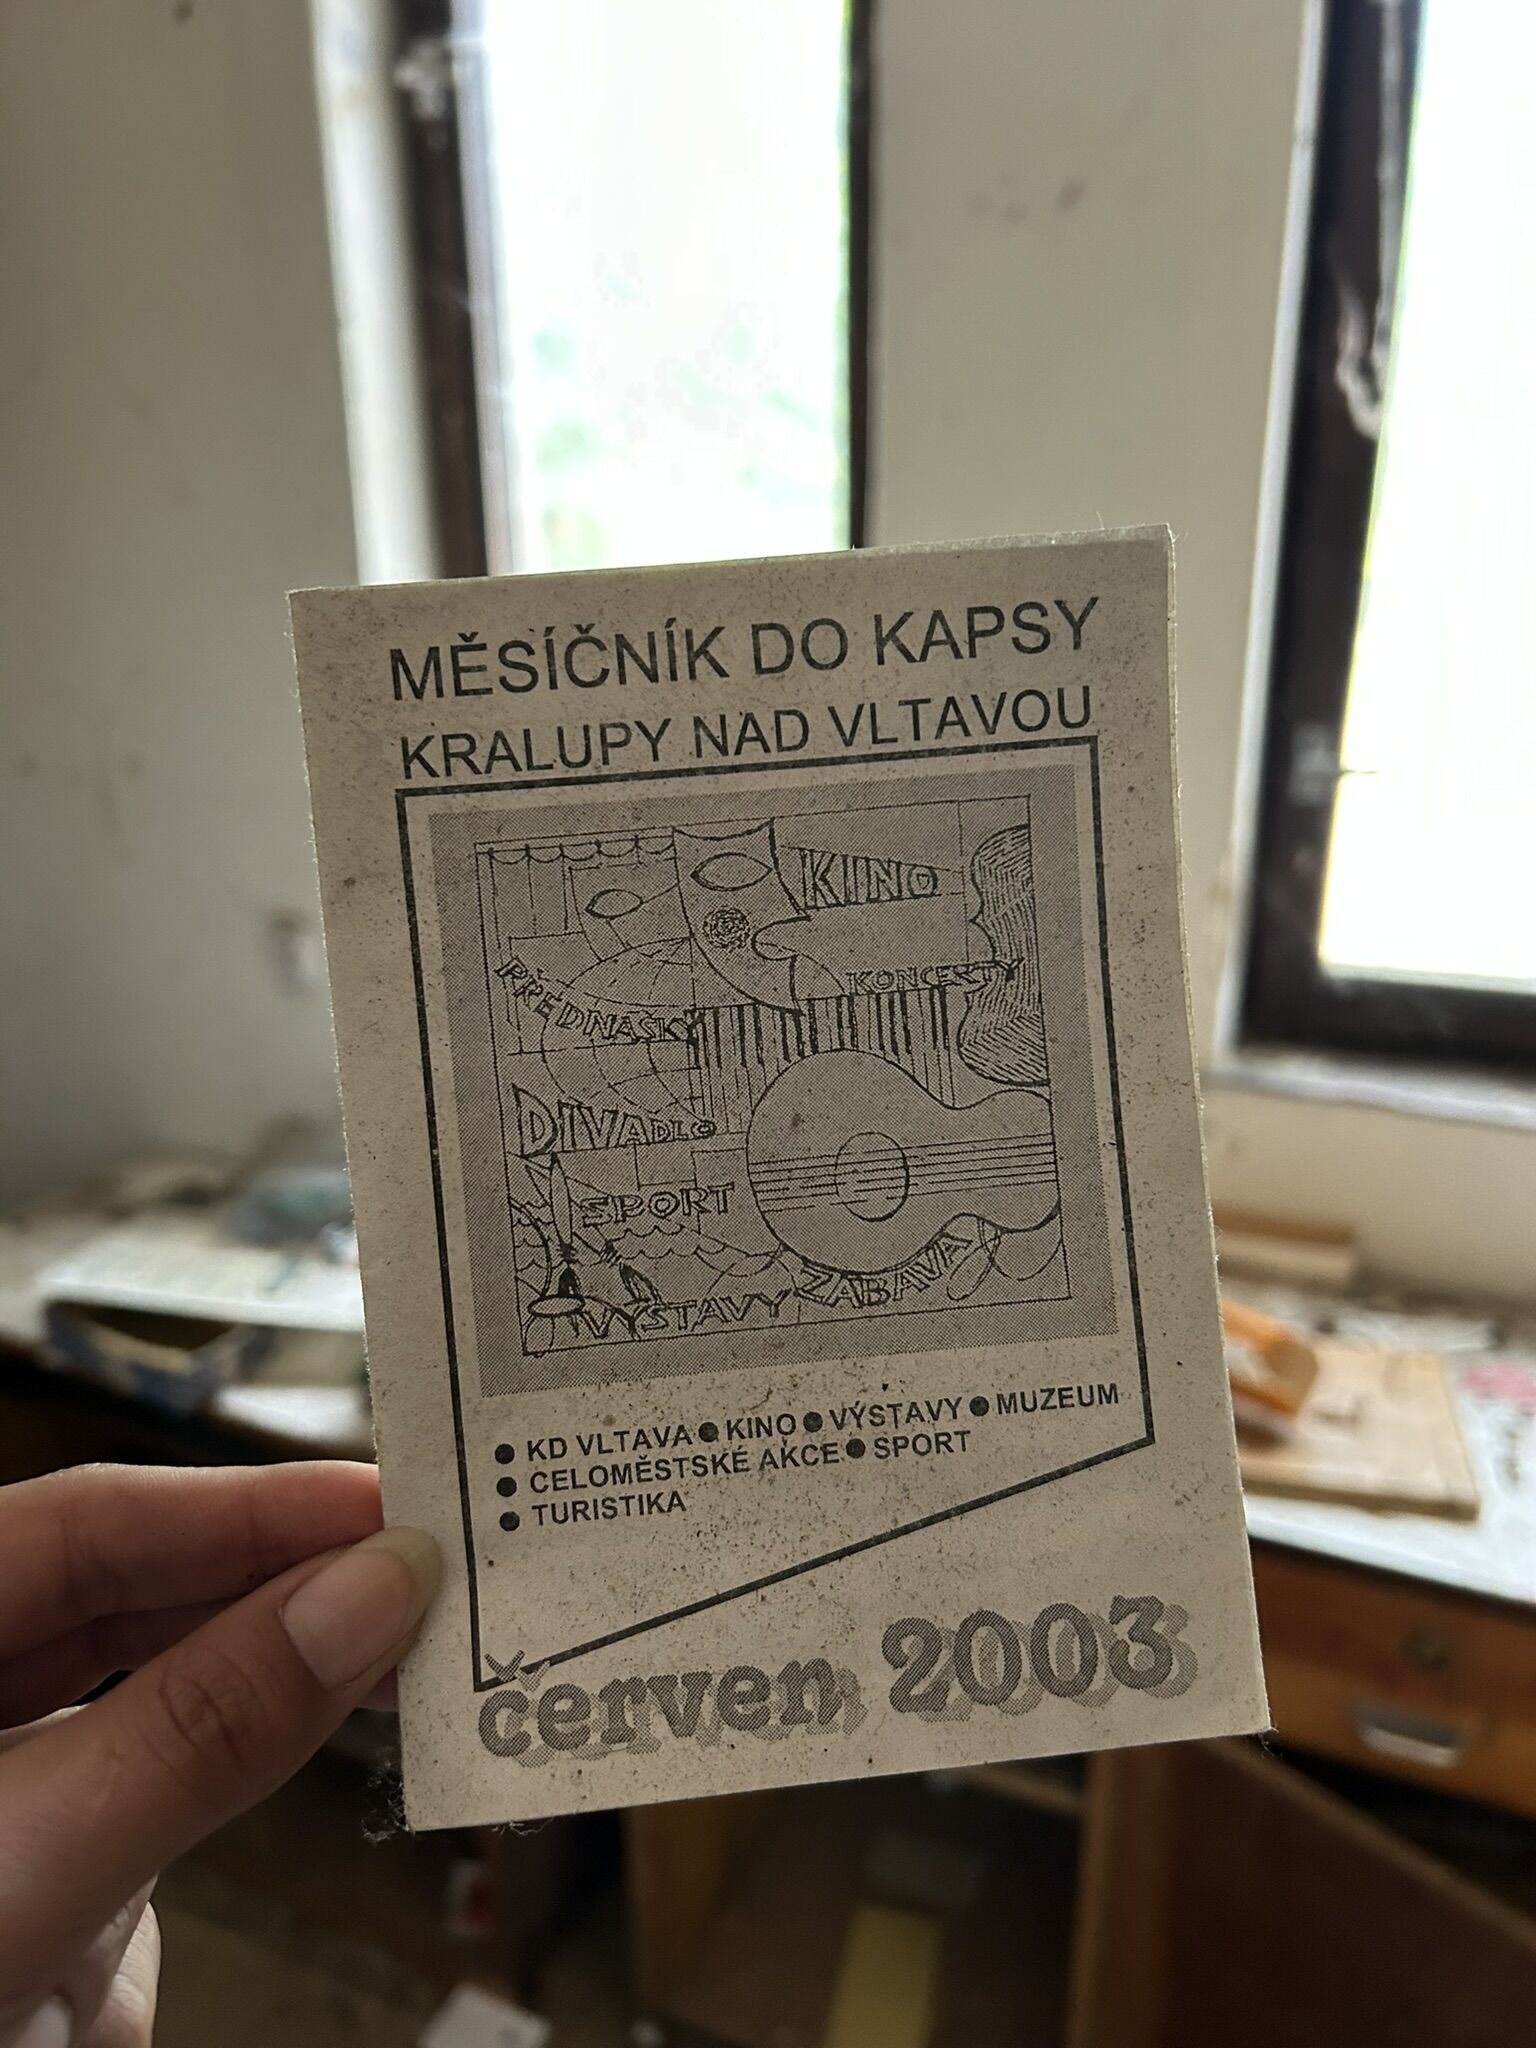 MĚSÍČNÍK DO KAPSY
KRALUPY NAD VLTAVOU
KINO
KONCERTY
PŘEDNÁŠKY
DIVADLO
SPORT
ZÁBAVA
VÝSTAVY
● KD VLTAVA ● KINO ● VÝSTAVY ● MUZEUM
● CELOMĚSTSKÉ AKCE ● SPORT
● TURISTIKA
červen 2003